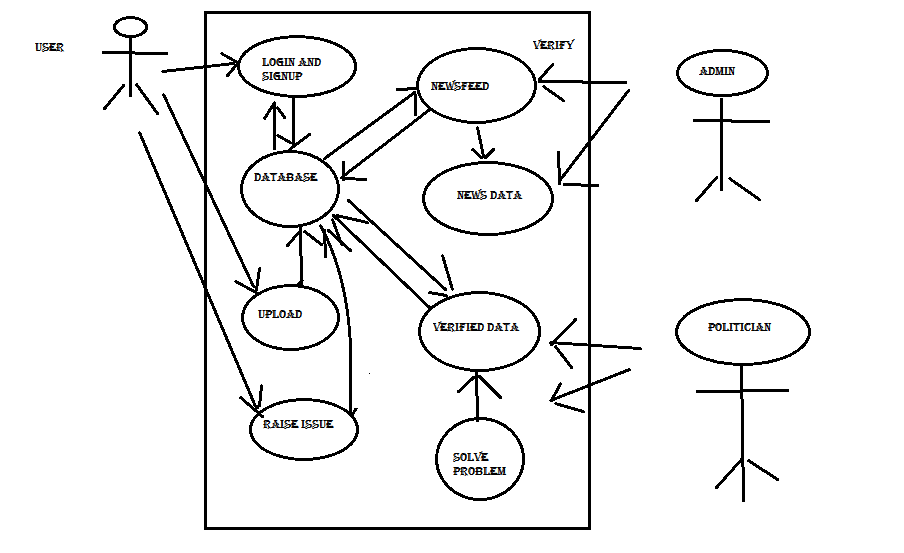 USER
LOGIN AND
SIGNUP
NEWSFEED
VERIFY
ADMIN
DATABASE
NEWS DATA
UPLOAD
VERIFIED DATA
POLITICIAN
RAISE ISSUE
SOLVE
PROBLEM